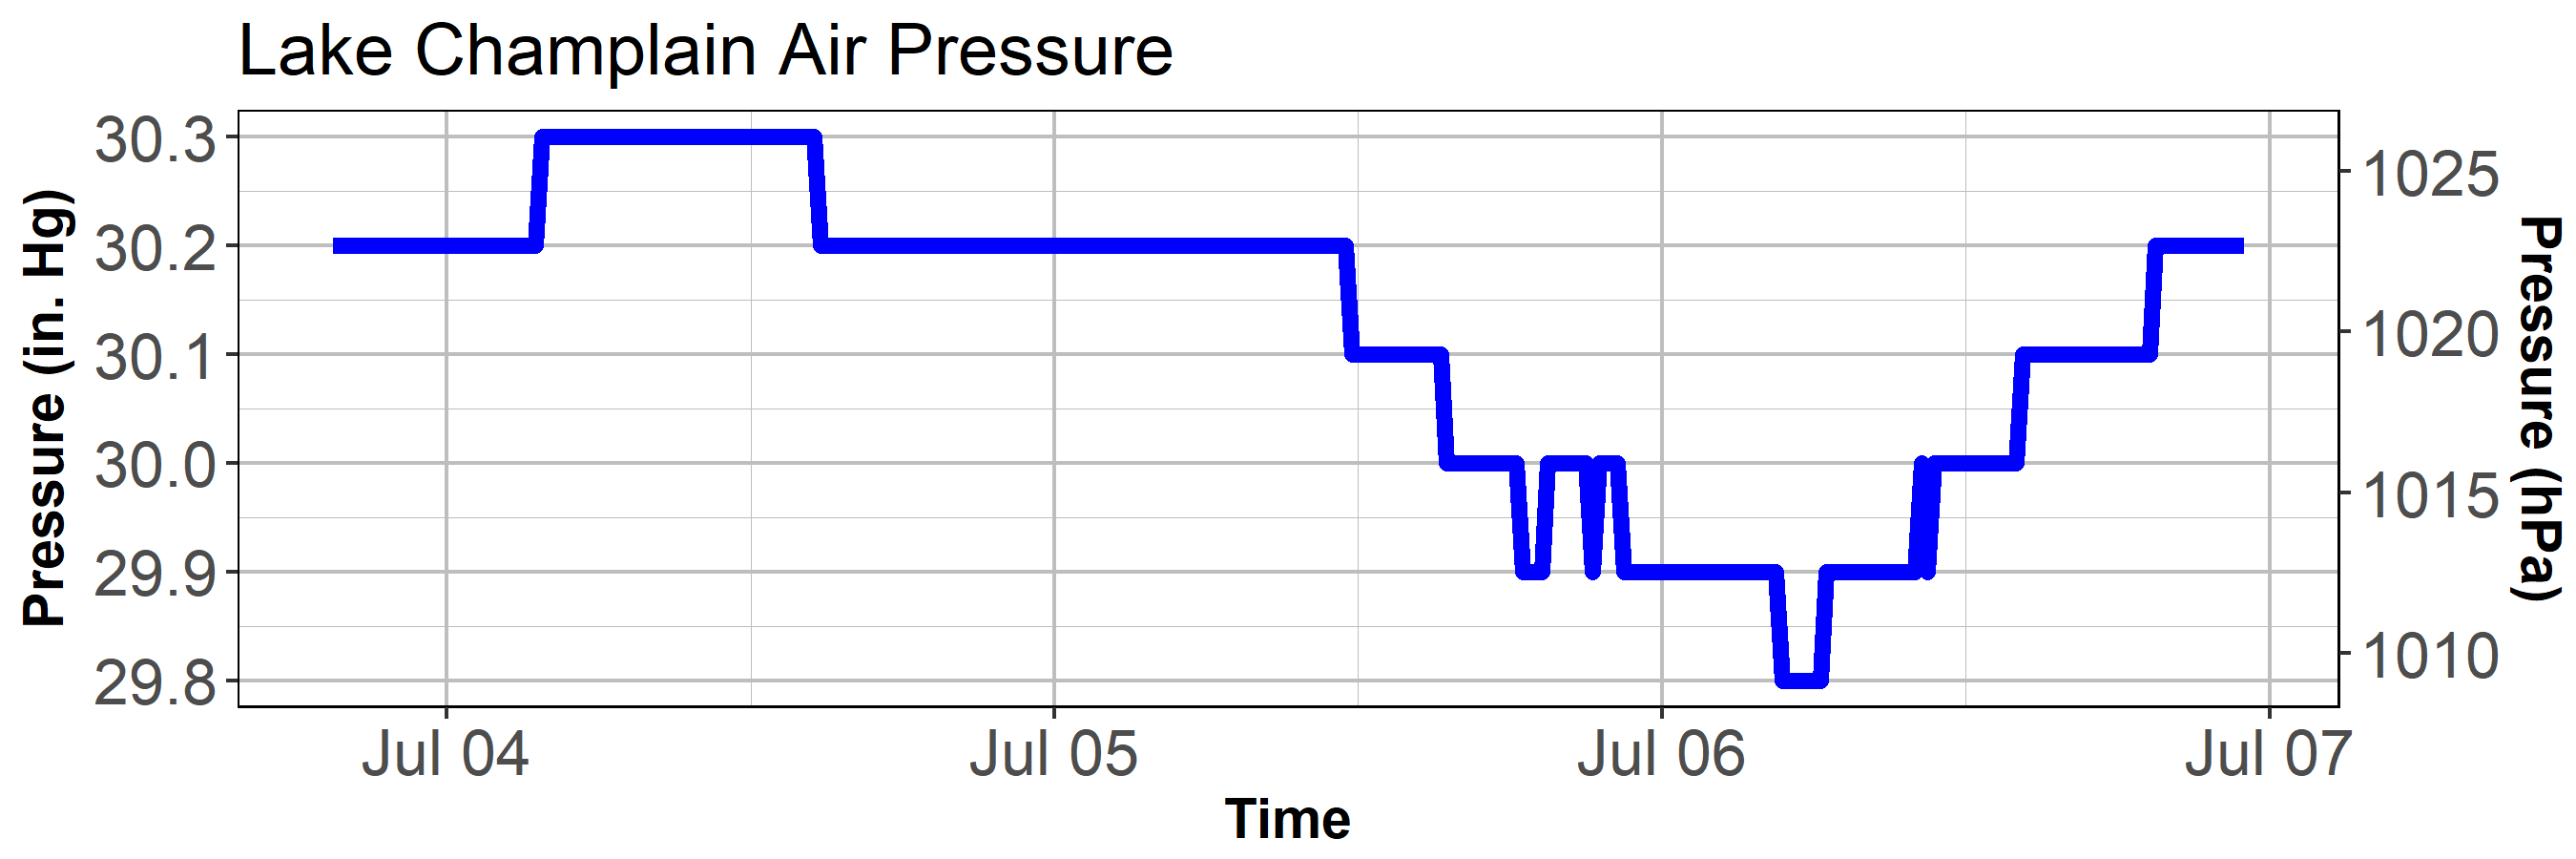 Lake Champlain Air Pressure
Pressure (in. Hg)
30.3
30.2
30.1
30.0
29.9
29.8
1025
1020
1015
1010
Pressure (hPa)
Jul 04 Jul 05 Jul 06 Jul 07
Time